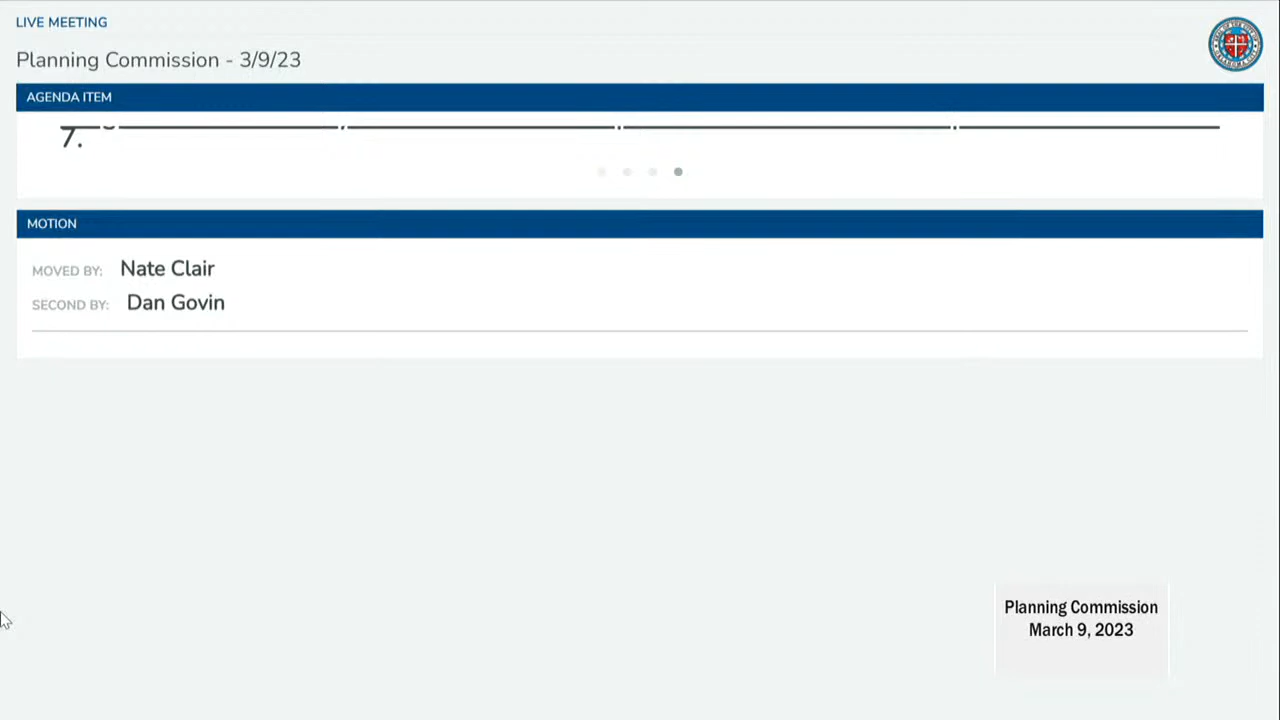 LIVE MEETING
Planning Commission - 3/9/23
AGENDA ITEM
7.
MOTION
MOVED BY: Nate Clair
SECOND BY: Dan Govin
Planning Commission
March 9, 2023